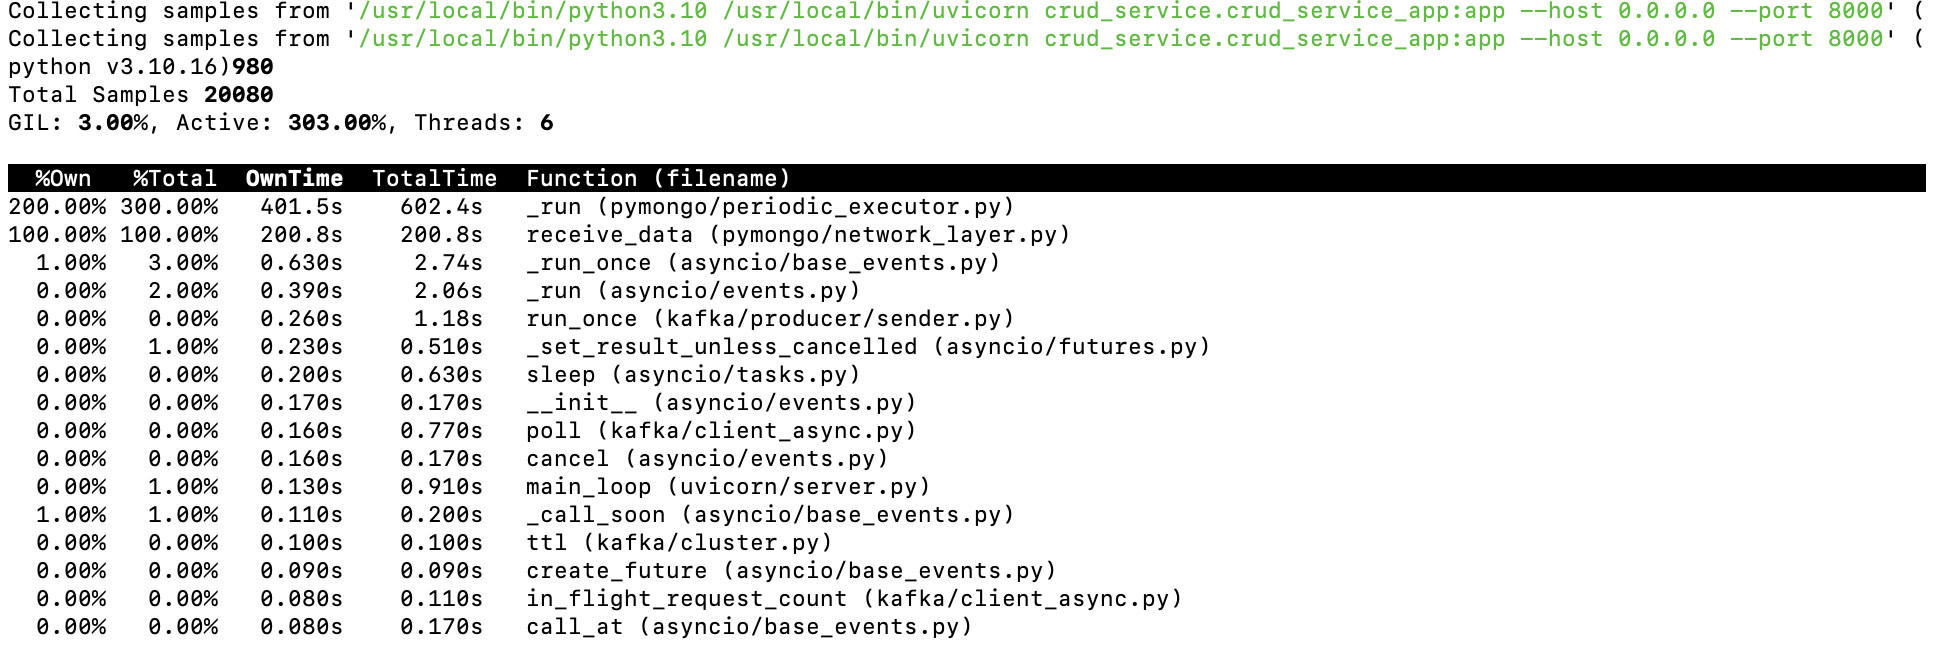 Collecting samples from '/usr/local/bin/python3.10 /usr/local/bin/uvicorn crud_service.crud_service_app:app --host 0.0.0.0 --port 8000' (
Collecting samples from '/usr/local/bin/python3.10 /usr/local/bin/uvicorn crud_service.crud_service_app:app --host 0.0.0.0 --port 8000' (
python v3.10.16)980
Total Samples 20080
GIL: 3.00%, Active: 303.00%, Threads: 6
%Own %Total OwnTime TotalTime Function (filename)
200.00% 300.00% 401.5s 602.4s _run (pymongo/periodic_executor.py)
100.00% 100.00% 200.8s 200.8s receive_data (pymongo/network_layer.py)
1.00% 3.00% 0.630s 2.74s _run_once (asyncio/base_events.py)
0.00% 2.00% 0.390s 2.06s _run (asyncio/events.py)
0.00% 0.00% 0.260s 1.18s run_once (kafka/producer/sender.py)
0.00% 1.00% 0.230s 0.510s _set_result_unless_cancelled (asyncio/futures.py)
0.00% 0.00% 0.200s 0.630s sleep (asyncio/tasks.py)
0.00% 0.00% 0.170s 0.170s __init__ (asyncio/events.py)
0.00% 0.00% 0.160s 0.770s poll (kafka/client_async.py)
0.00% 0.00% 0.160s 0.170s cancel (asyncio/events.py)
0.00% 1.00% 0.130s 0.910s main_loop (uvicorn/server.py)
1.00% 1.00% 0.110s 0.200s _call_soon (asyncio/base_events.py)
0.00% 0.00% 0.100s 0.100s ttl (kafka/cluster.py)
0.00% 0.00% 0.090s 0.090s create_future (asyncio/base_events.py)
0.00% 0.00% 0.080s 0.110s in_flight_request_count (kafka/client_async.py)
0.00% 0.00% 0.080s 0.170s call_at (asyncio/base_events.py)